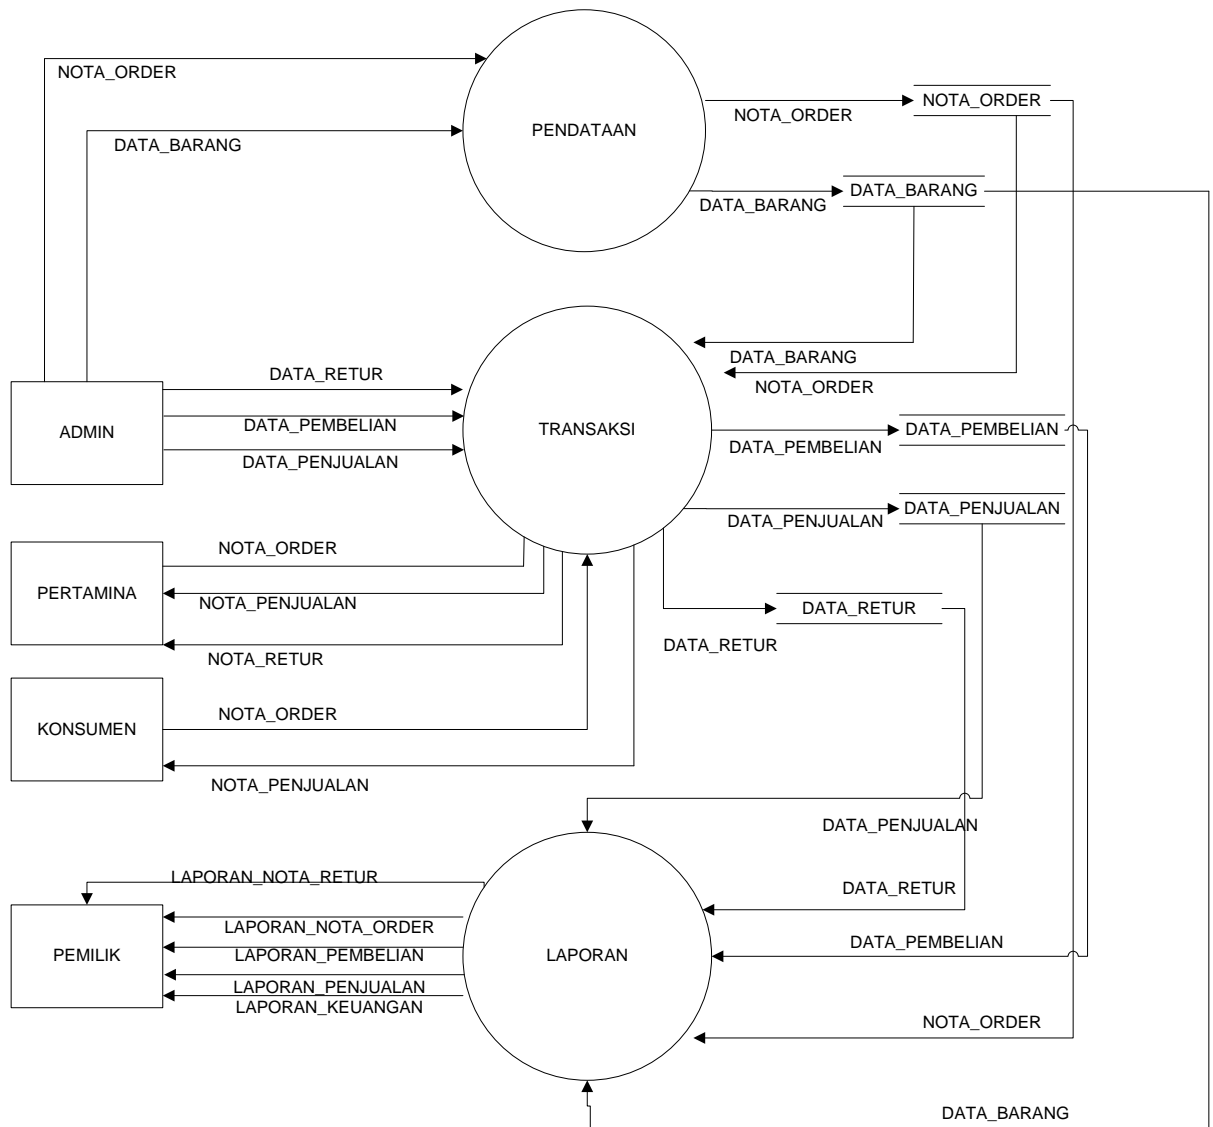 NOTA_ORDER
DATA_BARANG
PENDATAAN
NOTA_ORDER
NOTA_ORDER
DATA_BARANG
DATA_BARANG
DATA_BARANG
NOTA_ORDER
ADMIN
DATA_RETUR
DATA_PEMBELIAN
DATA_PENJUALAN
TRANSAKSI
DATA_PEMBELIAN
DATA_PEMBELIAN
DATA_PENJUALAN
DATA_PENJUALAN
PERTAMINA
NOTA_ORDER
NOTA_PENJUALAN
NOTA_RETUR
DATA_RETUR
DATA_RETUR
KONSUMEN
NOTA_ORDER
NOTA_PENJUALAN
DATA_PENJUALAN
LAPORAN_NOTA_RETUR
DATA_RETUR
PEMILIK
LAPORAN_NOTA_ORDER
LAPORAN_PEMBELIAN
LAPORAN_PENJUALAN
LAPORAN_KEUANGAN
LAPORAN
DATA_PEMBELIAN
NOTA_ORDER
DATA_BARANG